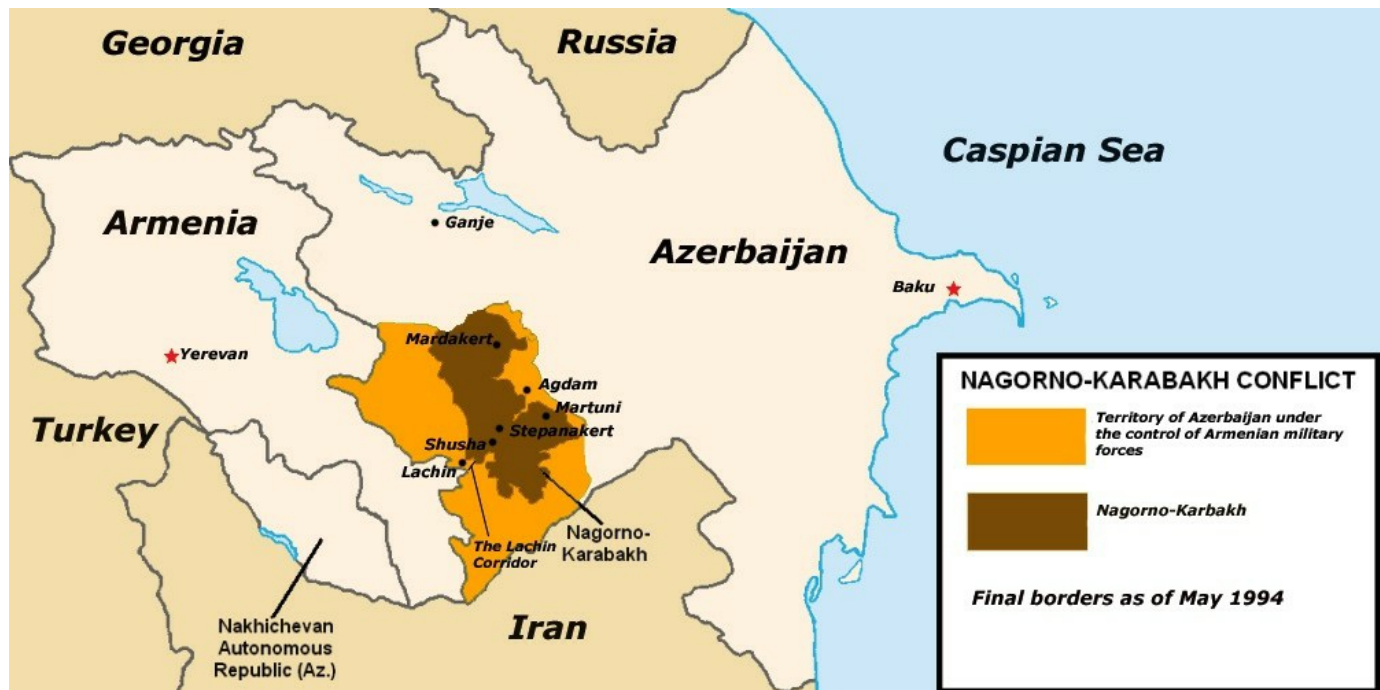 Georgia
Russia
Caspian Sea
Armenia
Ganje
Azerbaijan
Baku
Mardakert
Yerevan
Agdam
Martuni
Turkey
Stepanakert
Shusha
Lachin
The Lachin
Corridor
Nagorno-
Karabakh
Nakhichevan
Autonomous
Republic (Az.)
Iran
NAGORNO-KARABAKH CONFLICT
Territory of Azerbaijan under
the control of Armenian military
forces
Nagorno-Karbakh
Final borders as of May 1994